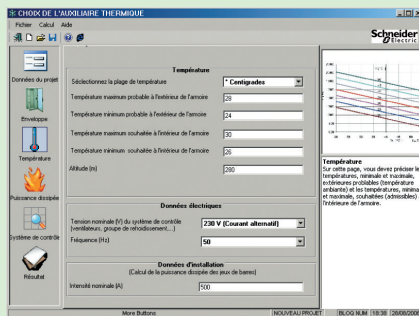 CHOIX DE L'AUXILIAIRE THERMIQUE
Fichier Calcul Aide
Schneider
Electric
Données du projet
Enveloppe
Température
Puissance dissipée
Système de contrôle
Résultat
Température
Séclectionnez la plage de température
* Centigrades
Température maximum probable à l'extérieur de l'armoire
28
Température minimum probable à l'extérieur de l'armoire
24
Température maximum souhaitée à l'intérieur de l'armoire
30
Température minimum souhaitée à l'intérieur de l'armoire
26
Altitude (m)
280
Données électriques
Tension nominale (V) du système de contrôle
(ventilateurs, groupe de refroidissement,...)
230 V (Courant alternatif)
Fréquence (Hz)
50
Données d'installation
(Calcul de la puissance dissipée des jeux de barres)
Intensité nominale (A)
500
Température
Sur cette page, vous devez préciser les
températures, minimale et maximale,
extérieures probables (température
ambiante) et les températures, minimale
et maximale, souhaitées (admissibles) à
l'intérieure de l'armoire.
More Buttons
NOUVEAU PROJET
BLOQ NUM
18:38